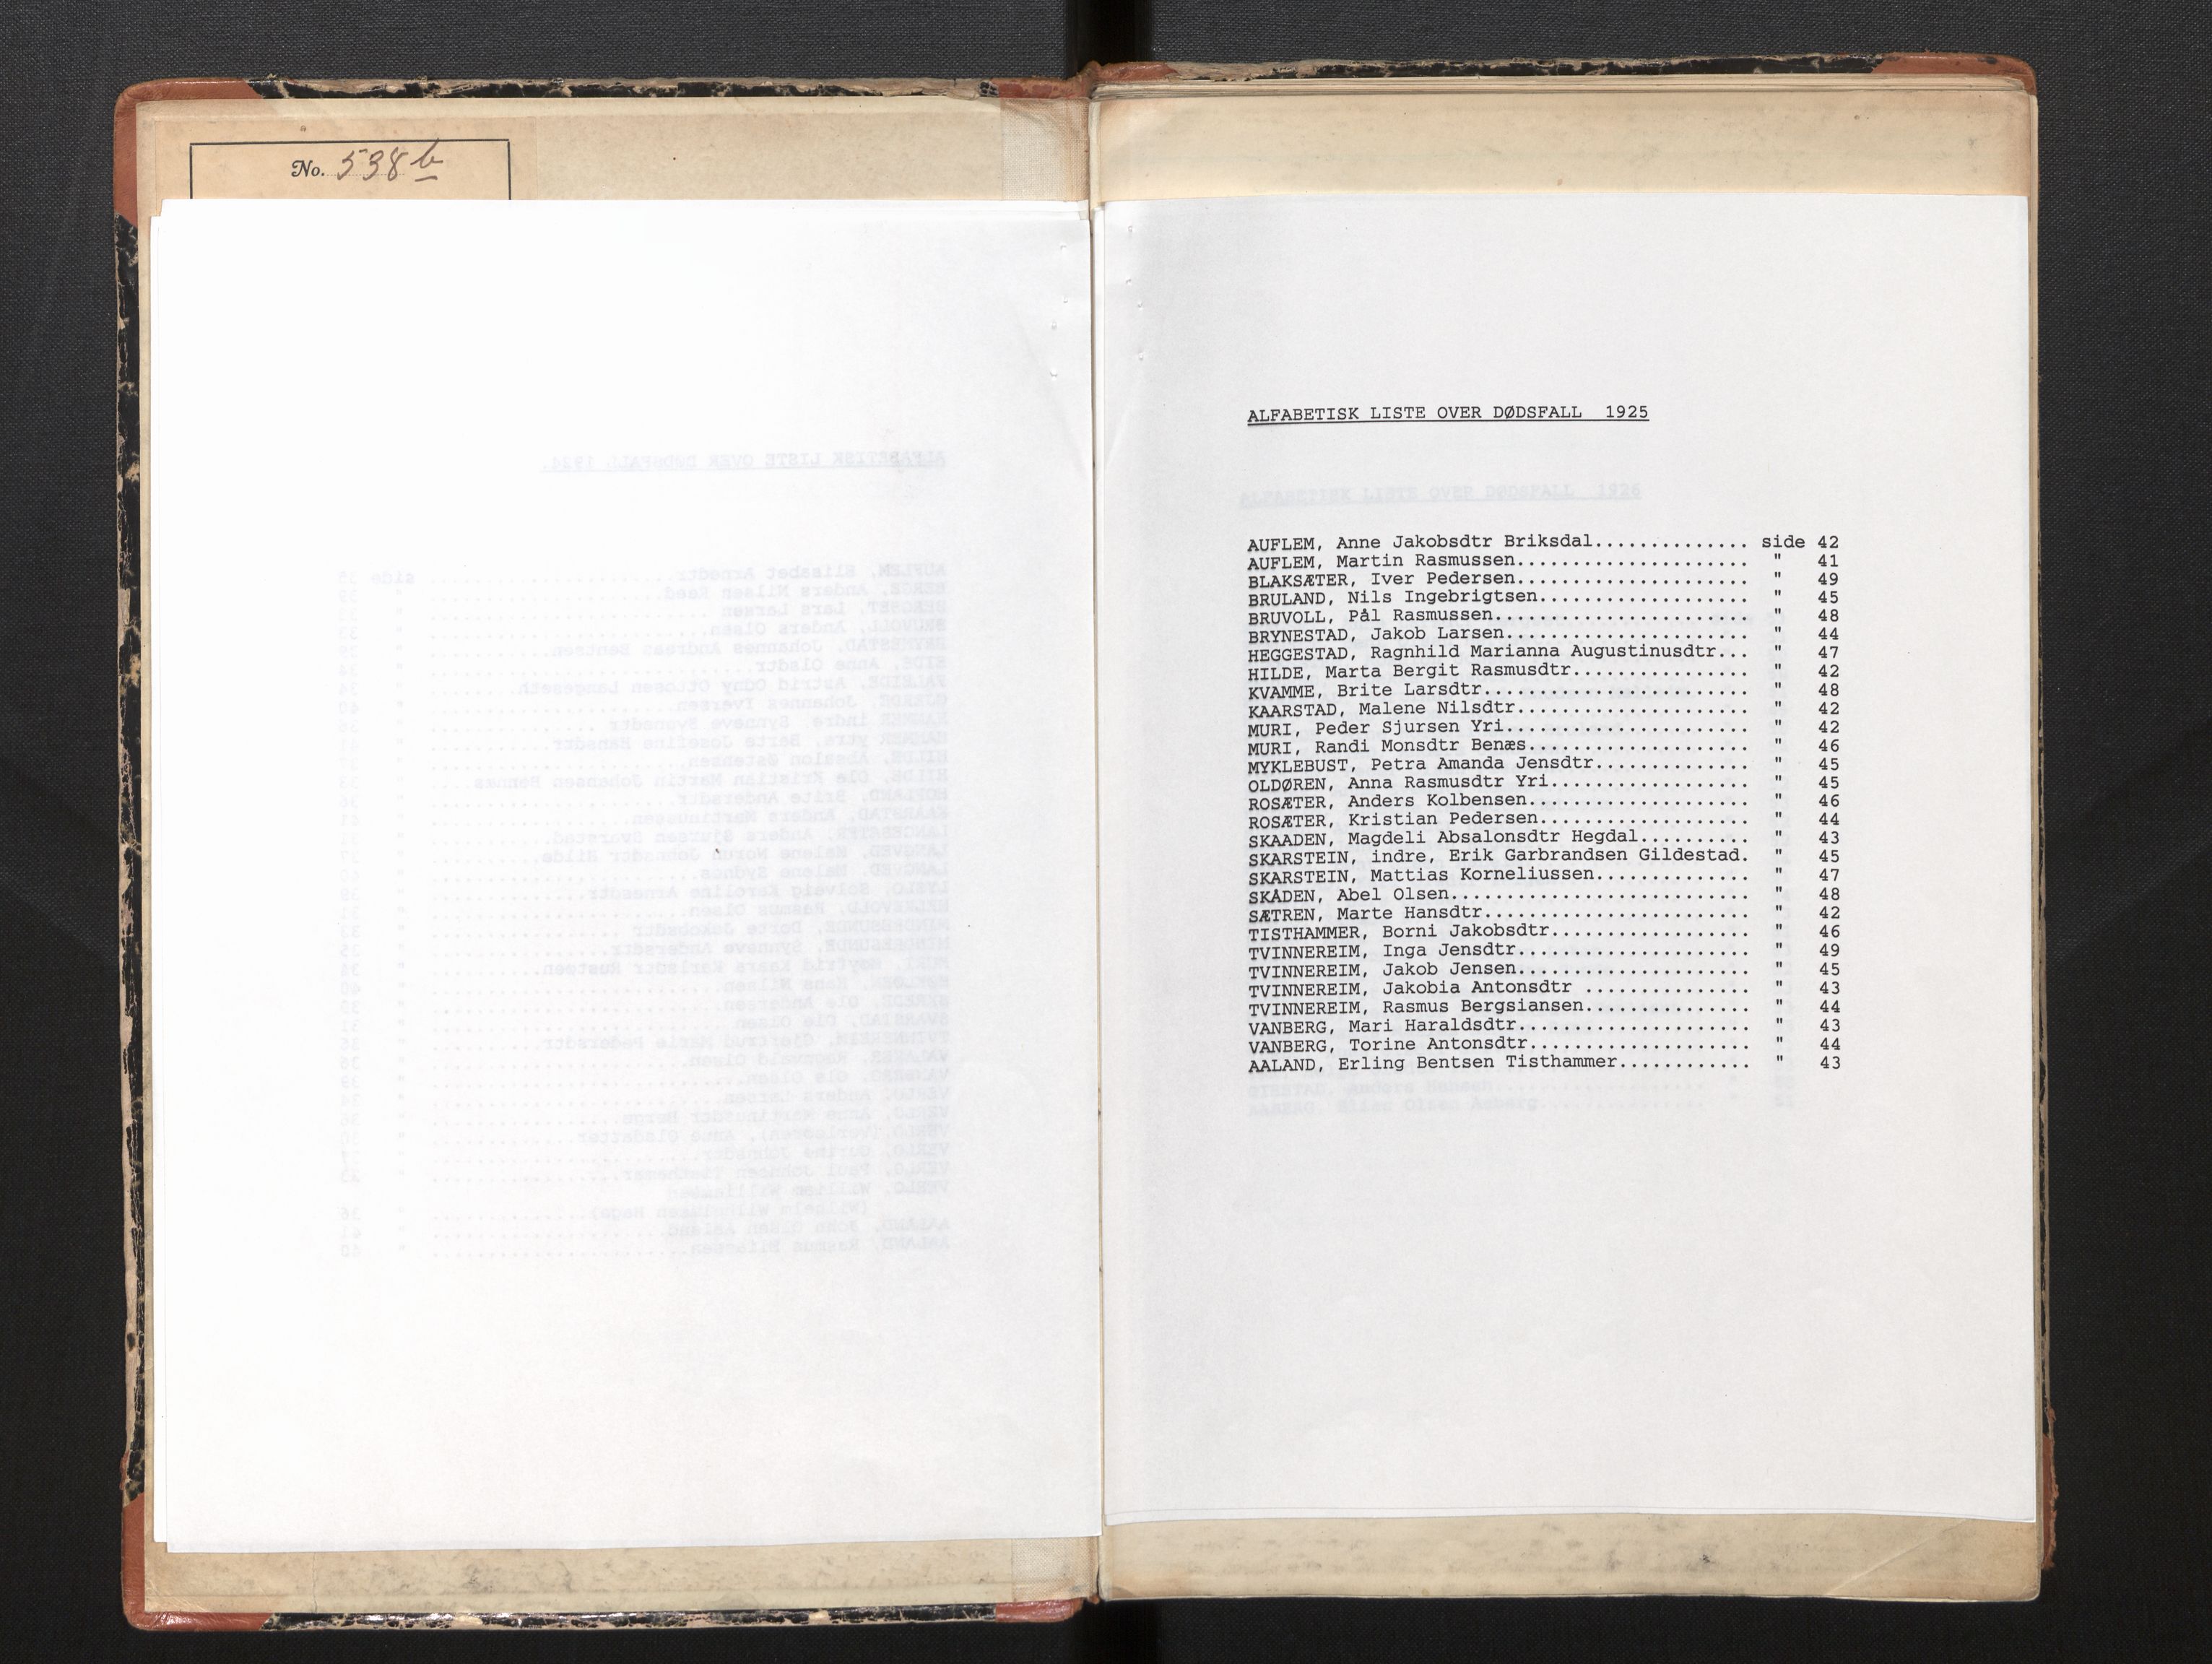 No. 538 b
ALFABETISK LISTE OVER DØDSFALL 1925
AUFLEM, Anne Jakobsdtr Briksdal.............. side 42
AUFLEM, Martin Rasmussen..................... " 41
BLAKSÆTER, Iver Pedersen..................... " 49
BRULAND, Nils Ingebrigtsen................... " 45
BRUVOLL, Pål Rasmussen....................... " 48
BRYNESTAD, Jakob Larsen...................... " 44
HEGGESTAD, Ragnhild Marianna Augustinusdtr... " 47
HILDE, Marta Bergit Rasmusdtr................ " 42
KVAMME, Brite Larsdtr........................ " 48
KAARSTAD, Malene Nilsdtr..................... " 42
MURI, Peder Sjursen Yri...................... " 42
MURI, Randi Monsdtr Benæs.................... " 46
MYKLEBUST, Petra Amanda Jensdtr.............. " 45
OLDØREN, Anna Rasmusdtr Yri.................. " 45
ROSÆTER, Anders Kolbensen.................... " 46
ROSÆTER, Kristian Pedersen................... " 44
SKAADEN, Magdeli Absalonsdtr Hegdal.......... " 43
SKARSTEIN, indre, Erik Garbrandsen Gildestad. " 45
SKARSTEIN, Mattias Korneliussen.............. " 47
SKÅDEN, Abel Olsen........................... " 48
SÆTREN, Marte Hansdtr........................ " 42
TISTHAMMER, Borni Jakobsdtr.................. " 46
TVINNEREIM, Inga Jensdtr..................... " 49
TVINNEREIM, Jakob Jensen..................... " 45
TVINNEREIM, Jakobia Antonsdtr ............... " 43
TVINNEREIM, Rasmus Bergsiansen............... " 44
VANBERG, Mari Haraldsdtr..................... " 43
VANBERG, Torine Antonsdtr.................... " 44
AALAND, Erling Bentsen Tisthammer............ " 43